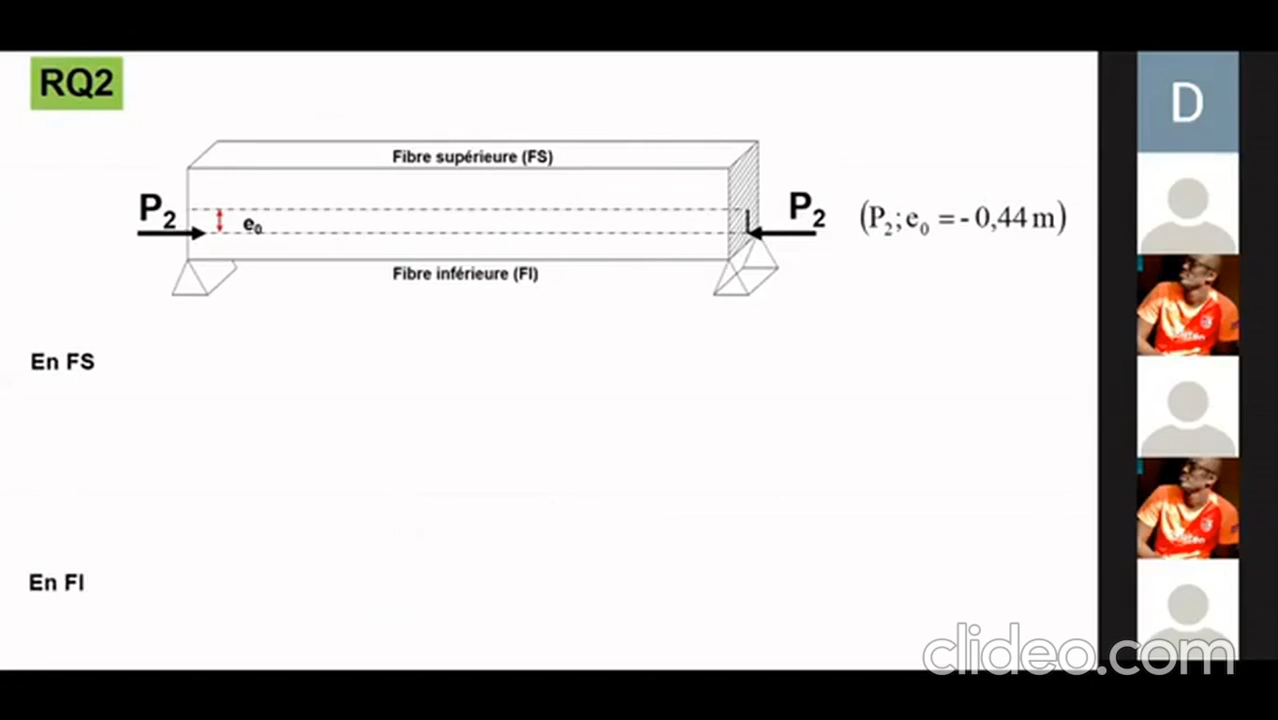 RQ2
Fibre supérieure (FS)
P2
e0
P2
(P2; e0 = - 0,44 m)
Fibre inférieure (FI)
En FS
En FI
D
clideo.com